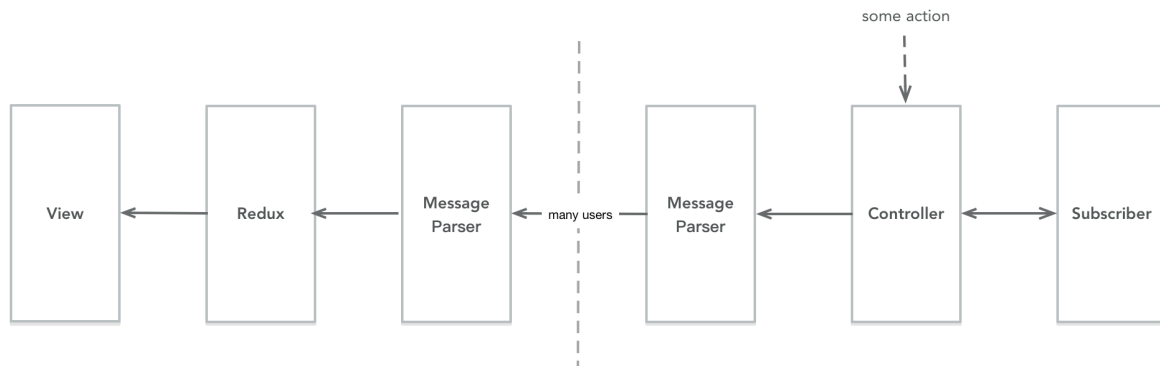 some action
View
Redux
Message
Parser
many users
Message
Parser
Controller
Subscriber